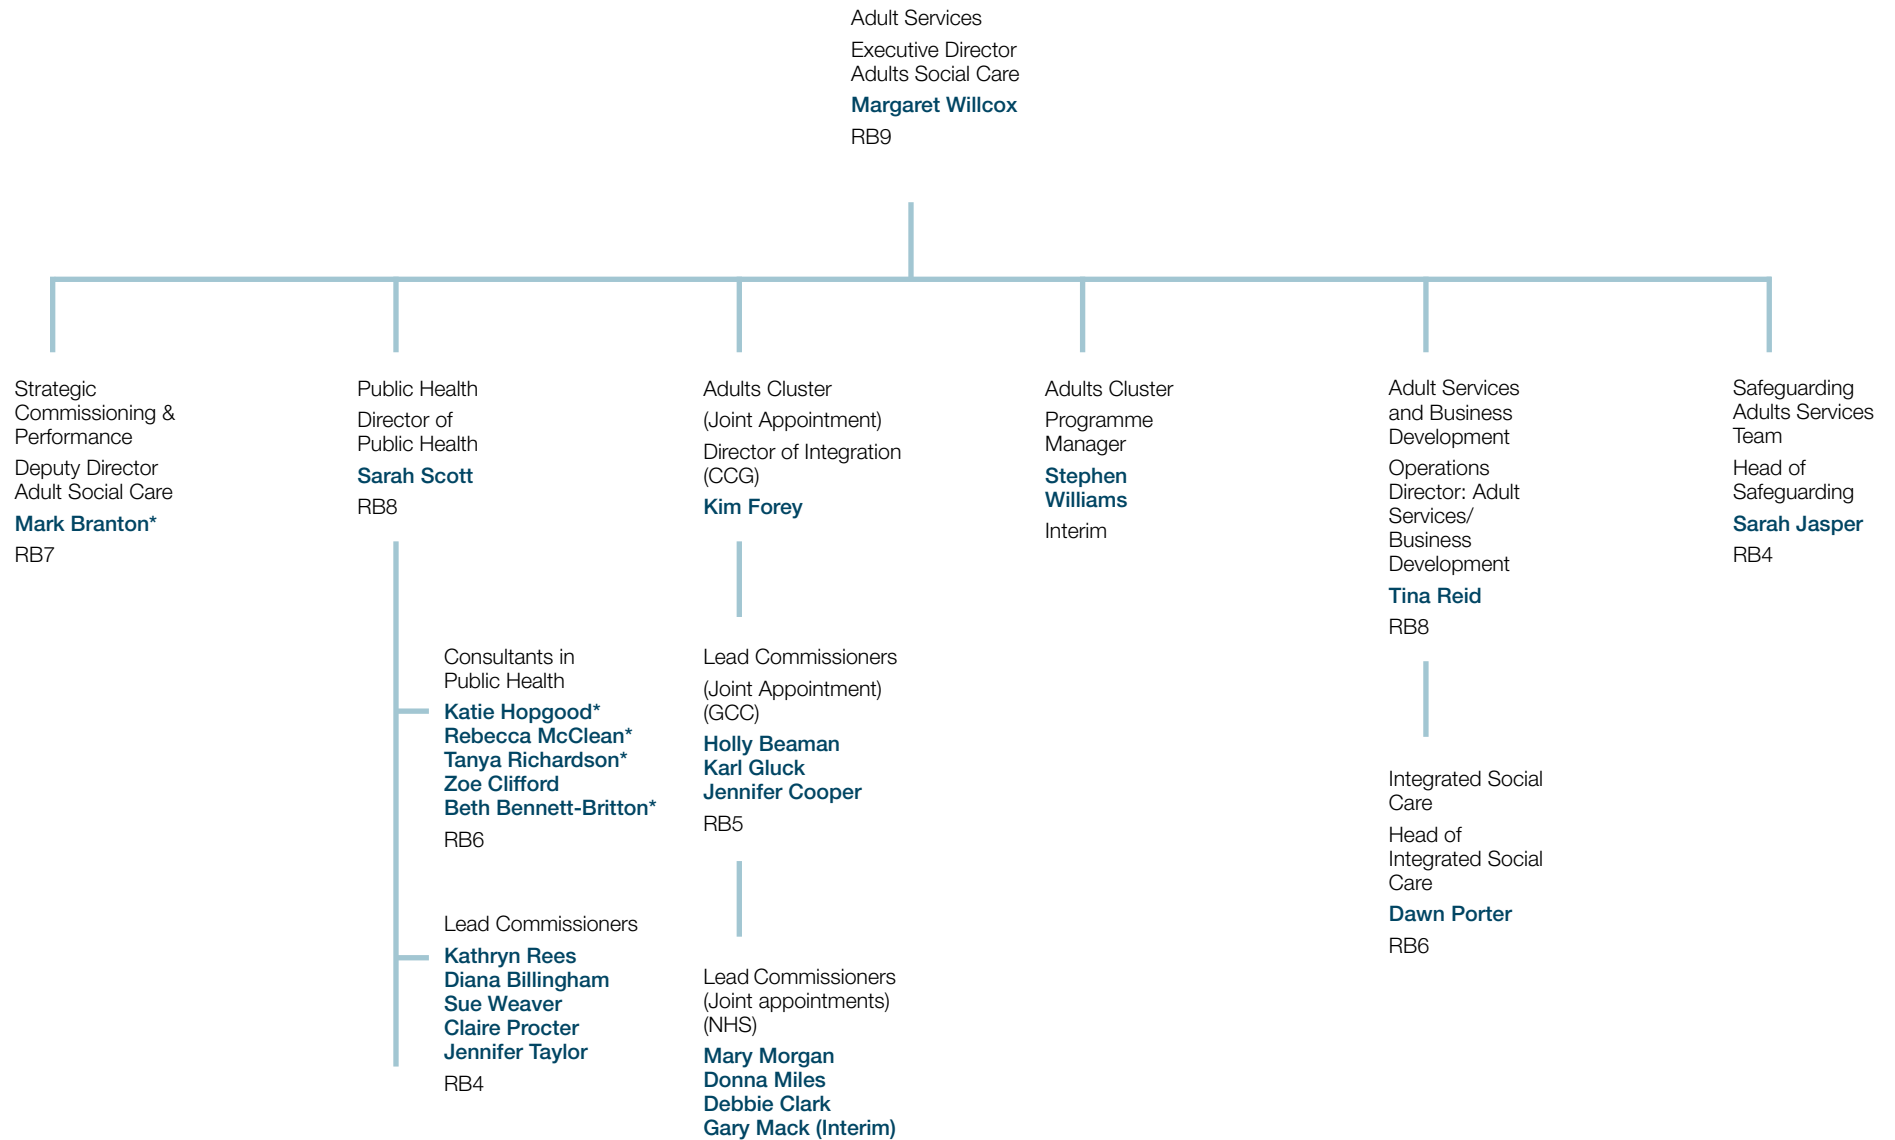 Adult Services
Executive Director
Adults Social Care
Margaret Willcox
RB9
Strategic
Commissioning &
Performance
Deputy Director
Adult Social Care
Mark Branton*
RB7
Public Health
Director of
Public Health
Sarah Scott
RB8
Consultants in
Public Health
Katie Hopgood*
Rebecca McClean*
Tanya Richardson*
Zoe Clifford
Beth Bennett-Britton*
RB6
Lead Commissioners
Kathryn Rees
Diana Billingham
Sue Weaver
Claire Procter
Jennifer Taylor
RB4
Adults Cluster
(Joint Appointment)
Director of Integration
(CCG)
Kim Forey
Lead Commissioners
(Joint Appointment)
(GCC)
Holly Beaman
Karl Gluck
Jennifer Cooper
RB5
Lead Commissioners
(Joint appointments)
(NHS)
Mary Morgan
Donna Miles
Debbie Clark
Gary Mack (Interim)
Adults Cluster
Programme
Manager
Stephen
Williams
Interim
Adult Services
and Business
Development
Operations
Director: Adult
Services/
Business
Development
Tina Reid
RB8
Integrated Social
Care
Head of
Integrated Social
Care
Dawn Porter
RB6
Safeguarding
Adults Services
Team
Head of
Safeguarding
Sarah Jasper
RB4